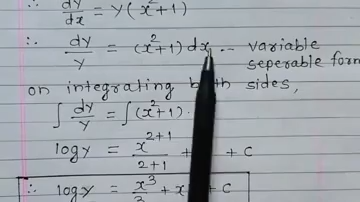 ∴ dy/dx = y(x²+1)
∴ dy/y = (x²+1) dx -- variable
seperable form
on integrating both sides,
∫ dy/y = ∫(x²+1).
log y = x²⁺¹/2+1 + + c
∴ log y = x³/3 + x + c